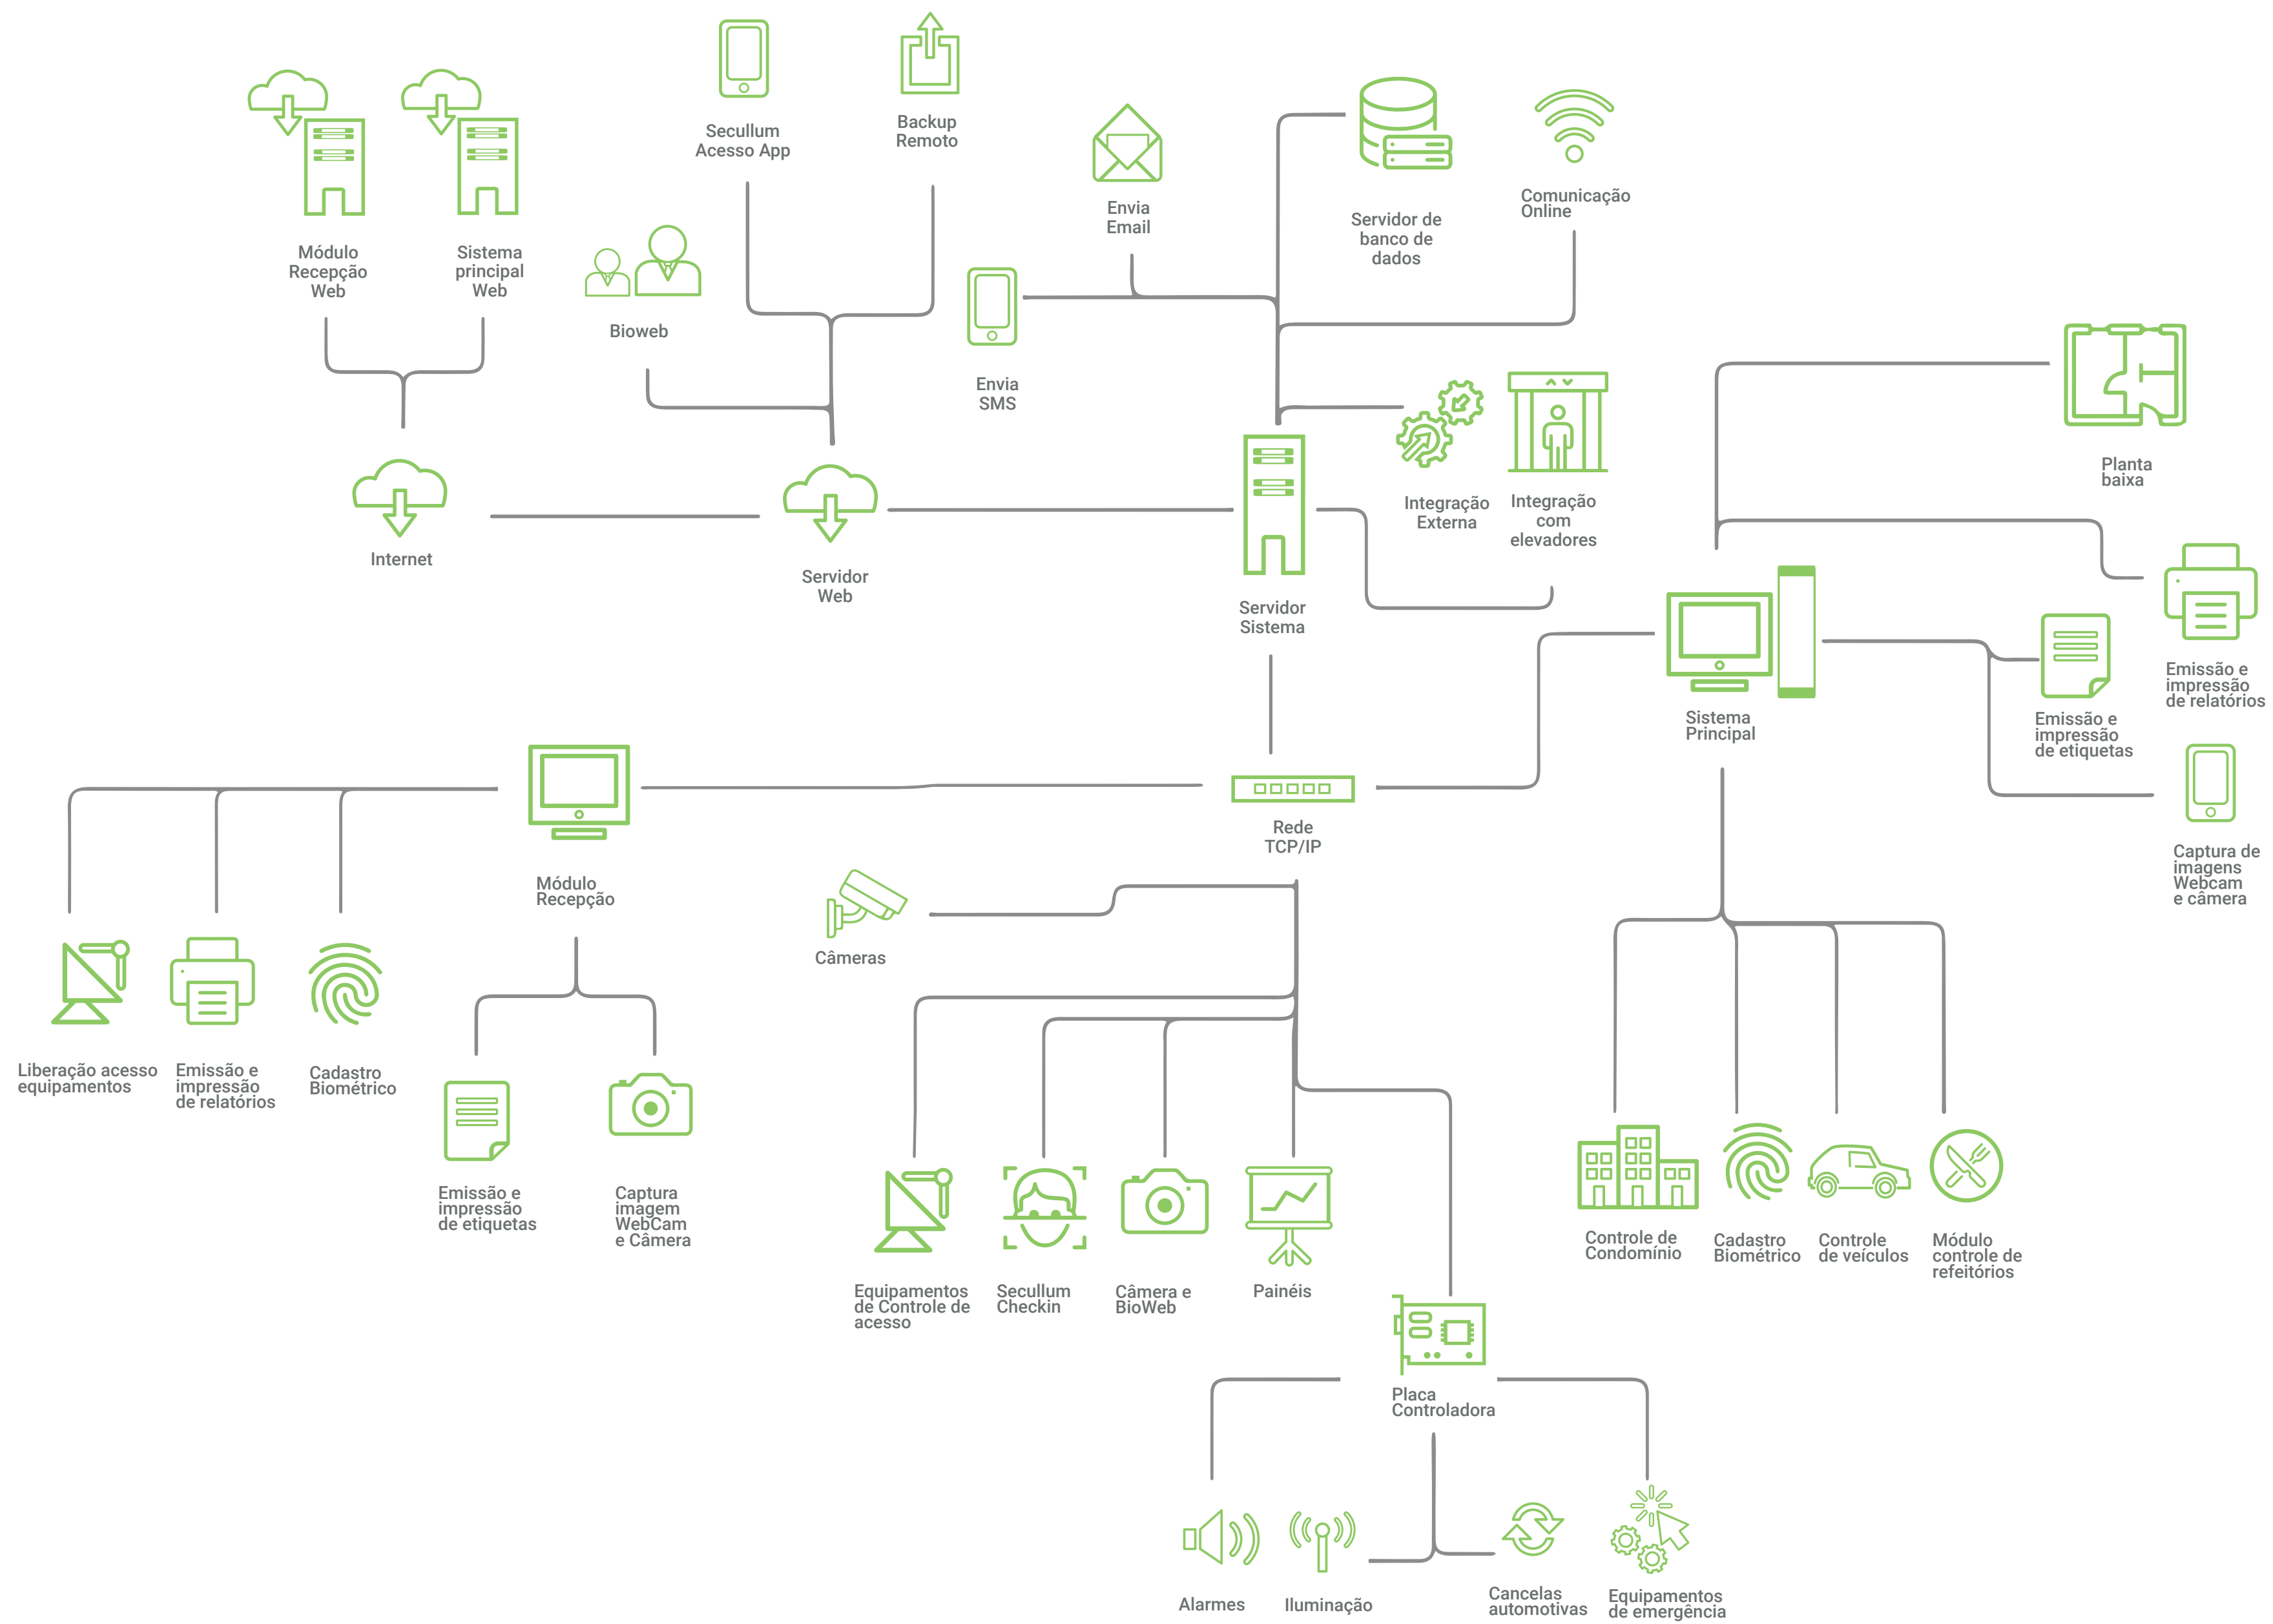 Secullum
Acesso App
Backup
Remoto
Envia
Email
Servidor de
banco de
dados
Comunicação
Online
Módulo
Recepção
Web
Sistema
principal
Web
Bioweb
Envia
SMS
Planta
baixa
Integração
Externa
Integração
com
elevadores
Internet
Servidor
Web
Servidor
Sistema
Sistema
Principal
Emissão e
impressão
de etiquetas
Emissão e
impressão
de relatórios
Rede
TCP/IP
Captura de
imagens
Webcam
e câmera
Módulo
Recepção
Câmeras
Liberação acesso
equipamentos
Emissão e
impressão
de relatórios
Cadastro
Biométrico
Emissão e
impressão
de etiquetas
Captura
imagem
WebCam
e Câmera
Equipamentos
de Controle de
acesso
Secullum
Checkin
Câmera e
BioWeb
Painéis
Controle de
Condomínio
Cadastro
Biométrico
Controle
de veículos
Módulo
controle de
refeitórios
Placa
Controladora
Alarmes
Iluminação
Cancelas
automotivas
Equipamentos
de emergência